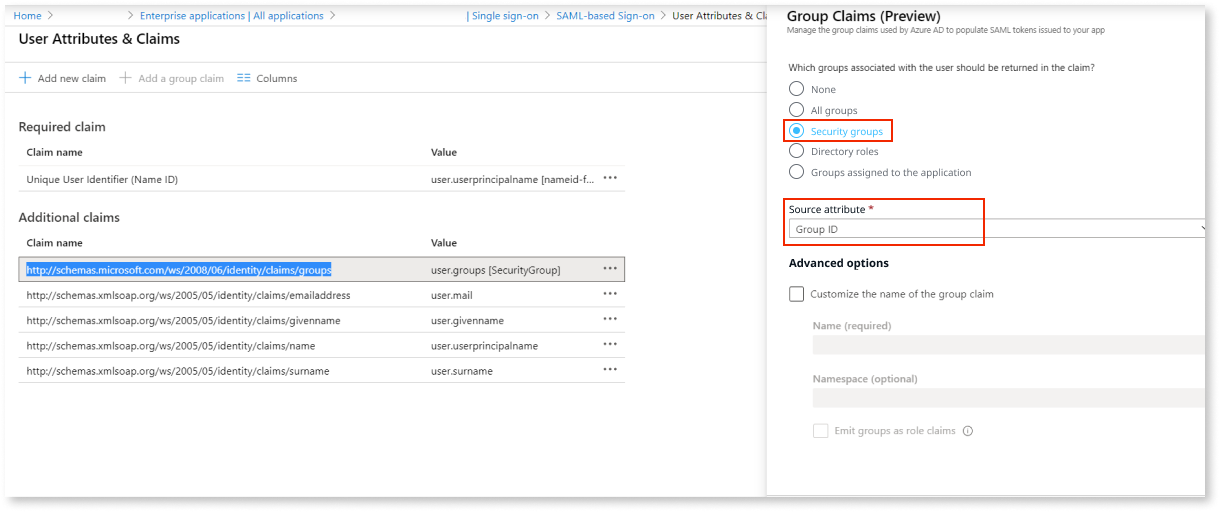 Home > > Enterprise applications | All applications > | Single sign-on > SAML-based Sign-on > User Attributes & Cla
User Attributes & Claims
Add new claim Add a group claim Columns
Required claim
Claim name Value
Unique User Identifier (Name ID) user.userprincipalname [nameid-f... ...
Additional claims
Claim name Value
http://schemas.microsoft.com/ws/2008/06/identity/claims/groups user.groups [SecurityGroup] ...
http://schemas.xmlsoap.org/ws/2005/05/identity/claims/emailaddress user.mail ...
http://schemas.xmlsoap.org/ws/2005/05/identity/claims/givenname user.givenname ...
http://schemas.xmlsoap.org/ws/2005/05/identity/claims/name user.userprincipalname ...
http://schemas.xmlsoap.org/ws/2005/05/identity/claims/surname user.surname ...
Group Claims (Preview)
Manage the group claims used by Azure AD to populate SAML tokens issued to your app
Which groups associated with the user should be returned in the claim?
None
All groups
Security groups
Directory roles
Groups assigned to the application
Source attribute *
Group ID
Advanced options
Customize the name of the group claim
Name (required)
Namespace (optional)
Emit groups as role claims